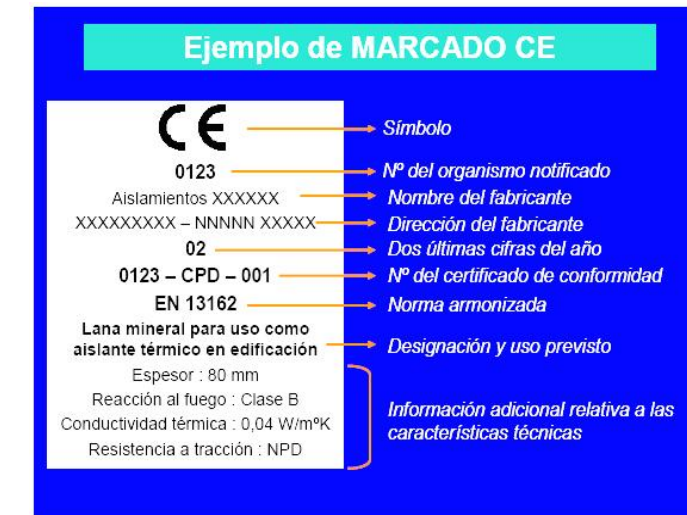 Ejemplo de MARCADO CE
CE
Símbolo
0123
Nº del organismo notificado
Aislamientos XXXXXX
Nombre del fabricante
XXXXXXXXX – NNNNN XXXXX
Dirección del fabricante
02
Dos últimas cifras del año
0123 – CPD – 001
Nº del certificado de conformidad
EN 13162
Norma armonizada
Lana mineral para uso como
aislante térmico en edificación
Designación y uso previsto
Espesor : 80 mm
Reacción al fuego : Clase B
Conductividad térmica : 0,04 W/mºK
Resistencia a tracción : NPD
Información adicional relativa a las
características técnicas